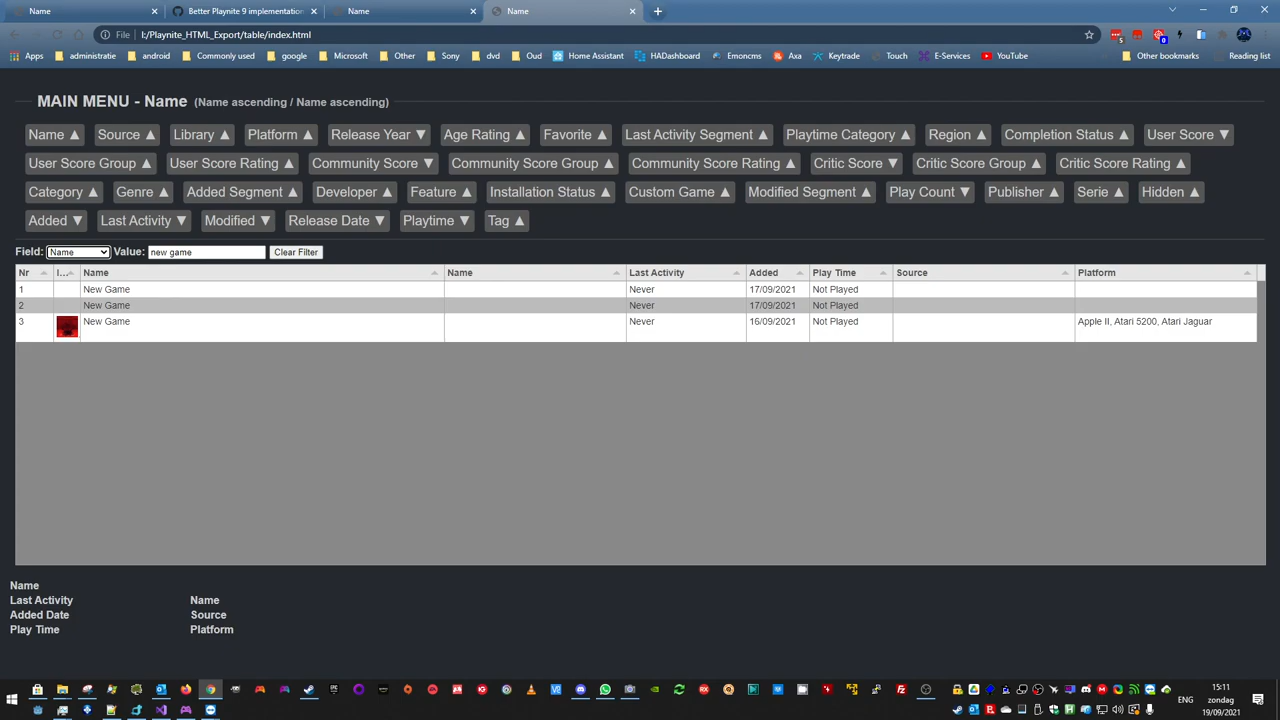 Name
Better Playnite 9 implementation
Name
Name
File I:/Playnite_HTML_Export/table/index.html
Apps administratie android Commonly used google Microsoft Other Sony dvd Oud Home Assistant HADashboard Emoncms Axa Keytrade Touch E-Services YouTube Other bookmarks Reading list
MAIN MENU - Name (Name ascending / Name ascending)
Name ▲ Source ▲ Library ▲ Platform ▲ Release Year ▼ Age Rating ▲ Favorite ▲ Last Activity Segment ▲ Playtime Category ▲ Region ▲ Completion Status ▲ User Score ▼
User Score Group ▲ User Score Rating ▲ Community Score ▼ Community Score Group ▲ Community Score Rating ▲ Critic Score ▼ Critic Score Group ▲ Critic Score Rating ▲
Category ▲ Genre ▲ Added Segment ▲ Developer ▲ Feature ▲ Installation Status ▲ Custom Game ▲ Modified Segment ▲ Play Count ▼ Publisher ▲ Serie ▲ Hidden ▲
Added ▼ Last Activity ▼ Modified ▼ Release Date ▼ Playtime ▼ Tag ▲
Field: Name Value: new game Clear Filter
Nr I... Name Name Last Activity Added Play Time Source Platform
1 New Game Never 17/09/2021 Not Played
2 New Game Never 17/09/2021 Not Played
3 New Game Never 16/09/2021 Not Played Apple II, Atari 5200, Atari Jaguar
Name
Last Activity Name
Added Date Source
Play Time Platform
ENG
15:11
zondag
19/09/2021